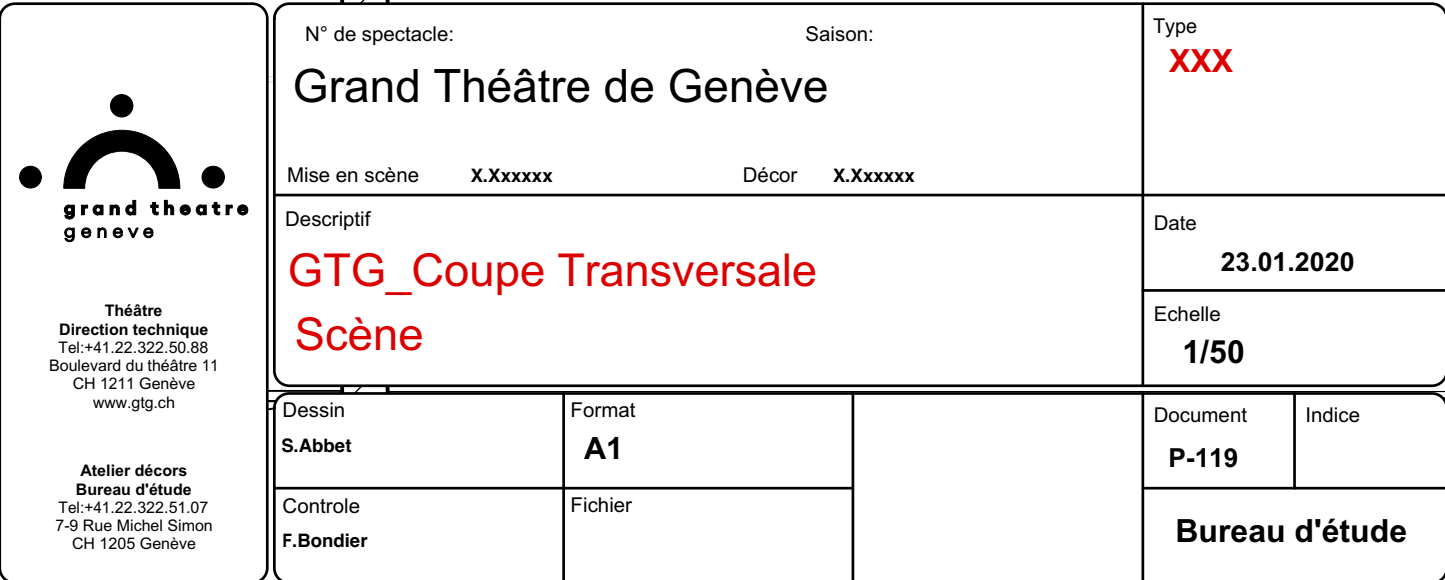 grand theatre
geneve
Théâtre
Direction technique
Tel:+41.22.322.50.88
Boulevard du théâtre 11
CH 1211 Genève
www.gtg.ch
Atelier décors
Bureau d'étude
Tel:+41.22.322.51.07
7-9 Rue Michel Simon
CH 1205 Genève
N° de spectacle: Saison:
Grand Théâtre de Genève
Mise en scène X.Xxxxxx Décor X.Xxxxxx
Type
XXX
Descriptif
GTG_Coupe Transversale
Scène
Date
23.01.2020
Echelle
1/50
Dessin
S.Abbet
Format
A1
Document
P-119
Indice
Controle
F.Bondier
Fichier
Bureau d'étude